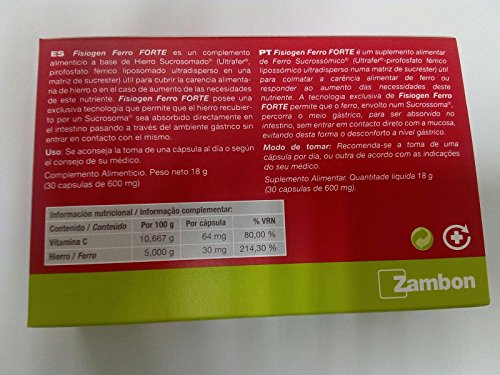 ES Fisiogen Ferro FORTE es un complemento
alimenticio a base de Hierro Sucrosomado® (Ultrafer®,
pirofosfato férrico liposomado ultradisperso en una
matriz de sucrester) útil para cubrir la carencia alimentaria
de hierro o en el caso de aumento de las necesidades
de este nutriente. Fisiogen Ferro FORTE posee una
exclusiva tecnología que permite que el hierro recubier-
to por un Sucrosoma® sea absorbido directamente en
el intestino pasando a través del ambiente gástrico sin
entrar en contacto con el mismo.
Uso: Se aconseja la toma de una cápsula al día o según
el consejo de su médico.
Complemento Alimenticio. Peso neto 18 g
(30 capsulas de 600 mg).
PT Fisiogen Ferro FORTE é um suplemento alimentar
de Ferro Sucrossómico® (Ultrafer®-pirofosfato férrico
lipossómico ultradisperso numa matriz de sucrester) útil
para colmatar a carência alimentar de ferro ou
responder ao aumento das necessidades deste
nutriente. A tecnologia exclusiva de Fisiogen Ferro
FORTE permite que o ferro, envolto num Sucrossoma®,
percorra o meio gástrico, para ser absorvido no
intestino, sem entrar em contacto direto com a mucosa,
evitando desta forma o desconforto a nível gástrico.
Modo de tomar: Recomenda-se a toma de uma
cápsula por dia, ou outra de acordo com as indicações
do seu médico.
Suplemento Alimentar. Quantidade líquida 18 g
(30 cápsulas de 600 mg).
Información nutricional / Informação complementar:
Contenido / Conteúdo Por 100 g Por cápsula % VRN
Vitamina C 10,667 g 64 mg 80,00 %
Hierro / Ferro 5,000 g 30 mg 214,30 %
Zambon